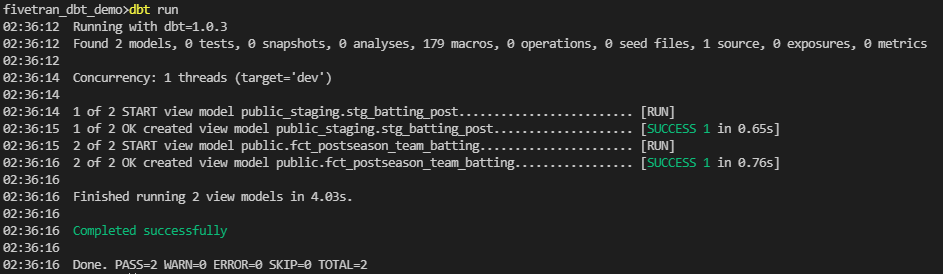 fivetran_dbt_demo>dbt run
02:36:12  Running with dbt=1.0.3
02:36:12  Found 2 models, 0 tests, 0 snapshots, 0 analyses, 179 macros, 0 operations, 0 seed files, 1 source, 0 exposures, 0 metrics
02:36:12
02:36:14  Concurrency: 1 threads (target='dev')
02:36:14
02:36:14  1 of 2 START view model public_staging.stg_batting_post......................... [RUN]
02:36:15  1 of 2 OK created view model public_staging.stg_batting_post.................... [SUCCESS 1 in 0.65s]
02:36:15  2 of 2 START view model public.fct_postseason_team_batting...................... [RUN]
02:36:16  2 of 2 OK created view model public.fct_postseason_team_batting................. [SUCCESS 1 in 0.76s]
02:36:16
02:36:16  Finished running 2 view models in 4.03s.
02:36:16
02:36:16  Completed successfully
02:36:16
02:36:16  Done. PASS=2 WARN=0 ERROR=0 SKIP=0 TOTAL=2